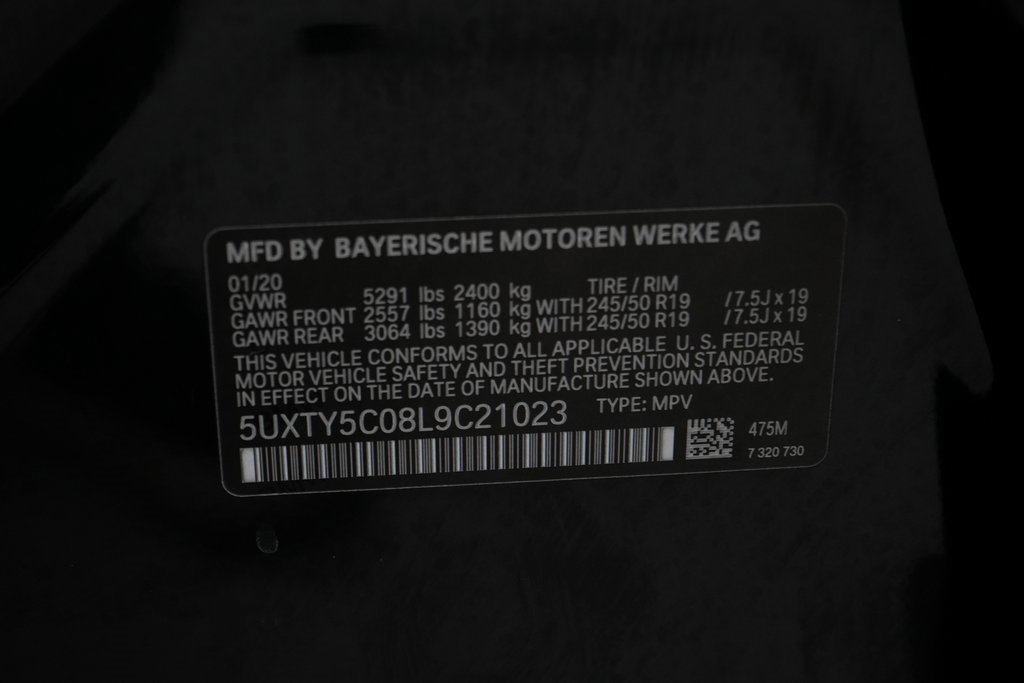 MFD BY BAYERISCHE MOTOREN WERKE AG
01/20 TIRE / RIM
GVWR 5291 lbs 2400 kg
GAWR FRONT 2557 lbs 1160 kg WITH 245/50 R19 /7.5J x 19
GAWR REAR 3064 lbs 1390 kg WITH 245/50 R19 /7.5J x 19
THIS VEHICLE CONFORMS TO ALL APPLICABLE U. S. FEDERAL
MOTOR VEHICLE SAFETY AND THEFT PREVENTION STANDARDS
IN EFFECT ON THE DATE OF MANUFACTURE SHOWN ABOVE.
5UXTY5C08L9C21023 TYPE: MPV
475M
7 320 730